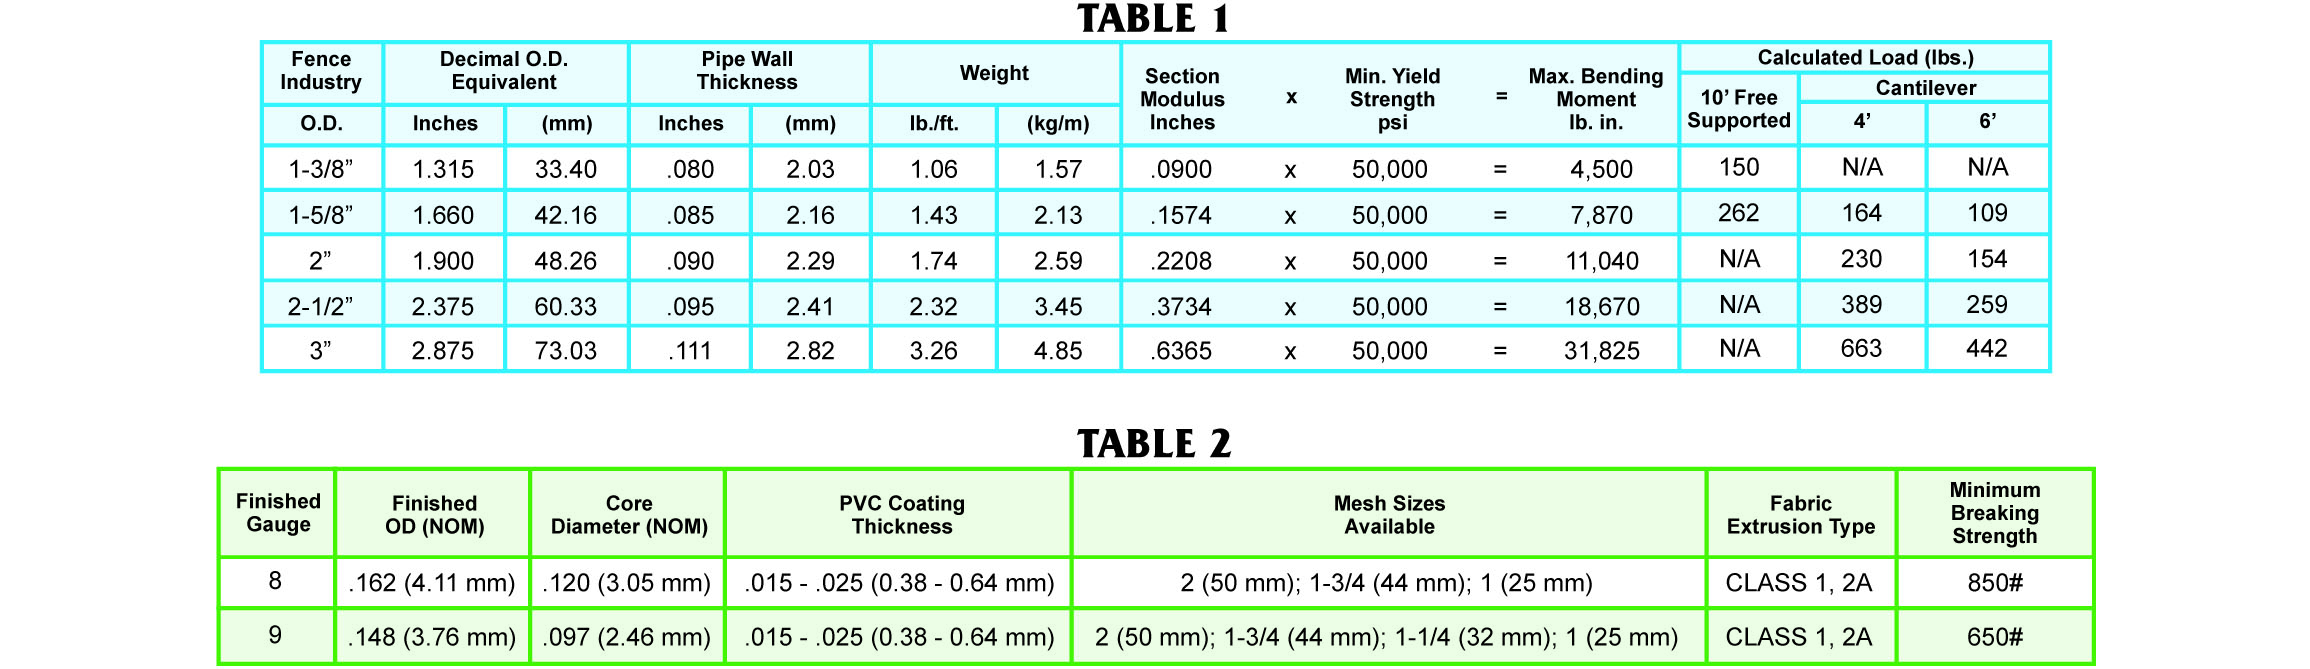 TABLE 1
Fence Industry Decimal O.D. Equivalent Pipe Wall Thickness Weight Section Modulus Inches x Min. Yield Strength psi = Max. Bending Moment lb. in. Calculated Load (lbs.)
10’ Free Supported Cantilever
O.D. Inches (mm) Inches (mm) lb./ft. (kg/m) 4’ 6’
1-3/8” 1.315 33.40 .080 2.03 1.06 1.57 .0900 x 50,000 = 4,500 150 N/A N/A
1-5/8” 1.660 42.16 .085 2.16 1.43 2.13 .1574 x 50,000 = 7,870 262 164 109
2” 1.900 48.26 .090 2.29 1.74 2.59 .2208 x 50,000 = 11,040 N/A 230 154
2-1/2” 2.375 60.33 .095 2.41 2.32 3.45 .3734 x 50,000 = 18,670 N/A 389 259
3” 2.875 73.03 .111 2.82 3.26 4.85 .6365 x 50,000 = 31,825 N/A 663 442
TABLE 2
Finished Gauge Finished OD (NOM) Core Diameter (NOM) PVC Coating Thickness Mesh Sizes Available Fabric Extrusion Type Minimum Breaking Strength
8 .162 (4.11 mm) .120 (3.05 mm) .015 - .025 (0.38 - 0.64 mm) 2 (50 mm); 1-3/4 (44 mm); 1 (25 mm) CLASS 1, 2A 850#
9 .148 (3.76 mm) .097 (2.46 mm) .015 - .025 (0.38 - 0.64 mm) 2 (50 mm); 1-3/4 (44 mm); 1-1/4 (32 mm); 1 (25 mm) CLASS 1, 2A 650#